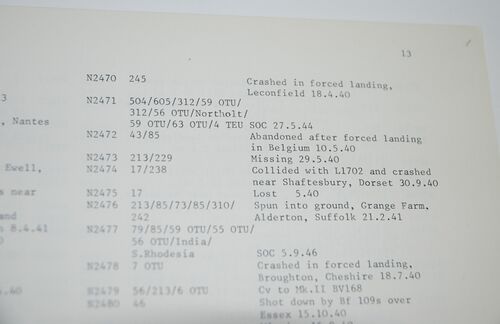 13
N2470 245 Crashed in forced landing,
Leconfield 18.4.40
3
N2471 504/605/312/59 OTU/
312/56 OTU/Northolt/
, Nantes 59 OTU/63 OTU/4 TEU SOC 27.5.44
N2472 43/85 Abandoned after forced landing
in Belgium 10.5.40
N2473 213/229 Missing 29.5.40
Ewell, N2474 17/238 Collided with L1702 and crashed
near Shaftesbury, Dorset 30.9.40
s near N2475 17 Lost 5.40
N2476 213/85/73/85/310/ Spun into ground, Grange Farm,
and 242 Alderton, Suffolk 21.2.41
8.4.41 N2477 79/85/59 OTU/55 OTU/
56 OTU/India/
S.Rhodesia SOC 5.9.46
N2478 7 OTU Crashed in forced landing,
Broughton, Cheshire 18.7.40
.40 N2479 56/213/6 OTU Cv to Mk.II BV168
N2480 46 Shot down by Bf 109s over
Essex 15.10.40